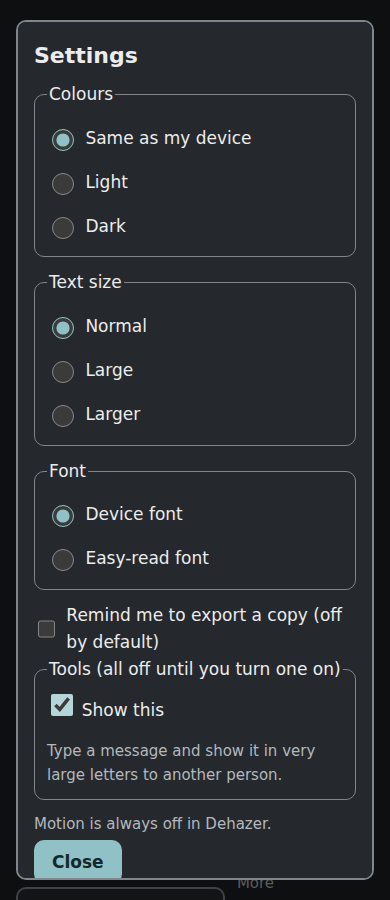 Settings
Colours
Same as my device
Light
Dark
Text size
Normal
Large
Larger
Font
Device font
Easy-read font
Remind me to export a copy (off
by default)
Tools (all off until you turn one on)
Show this
Type a message and show it in very
large letters to another person.
Motion is always off in Dehazer.
Close
More